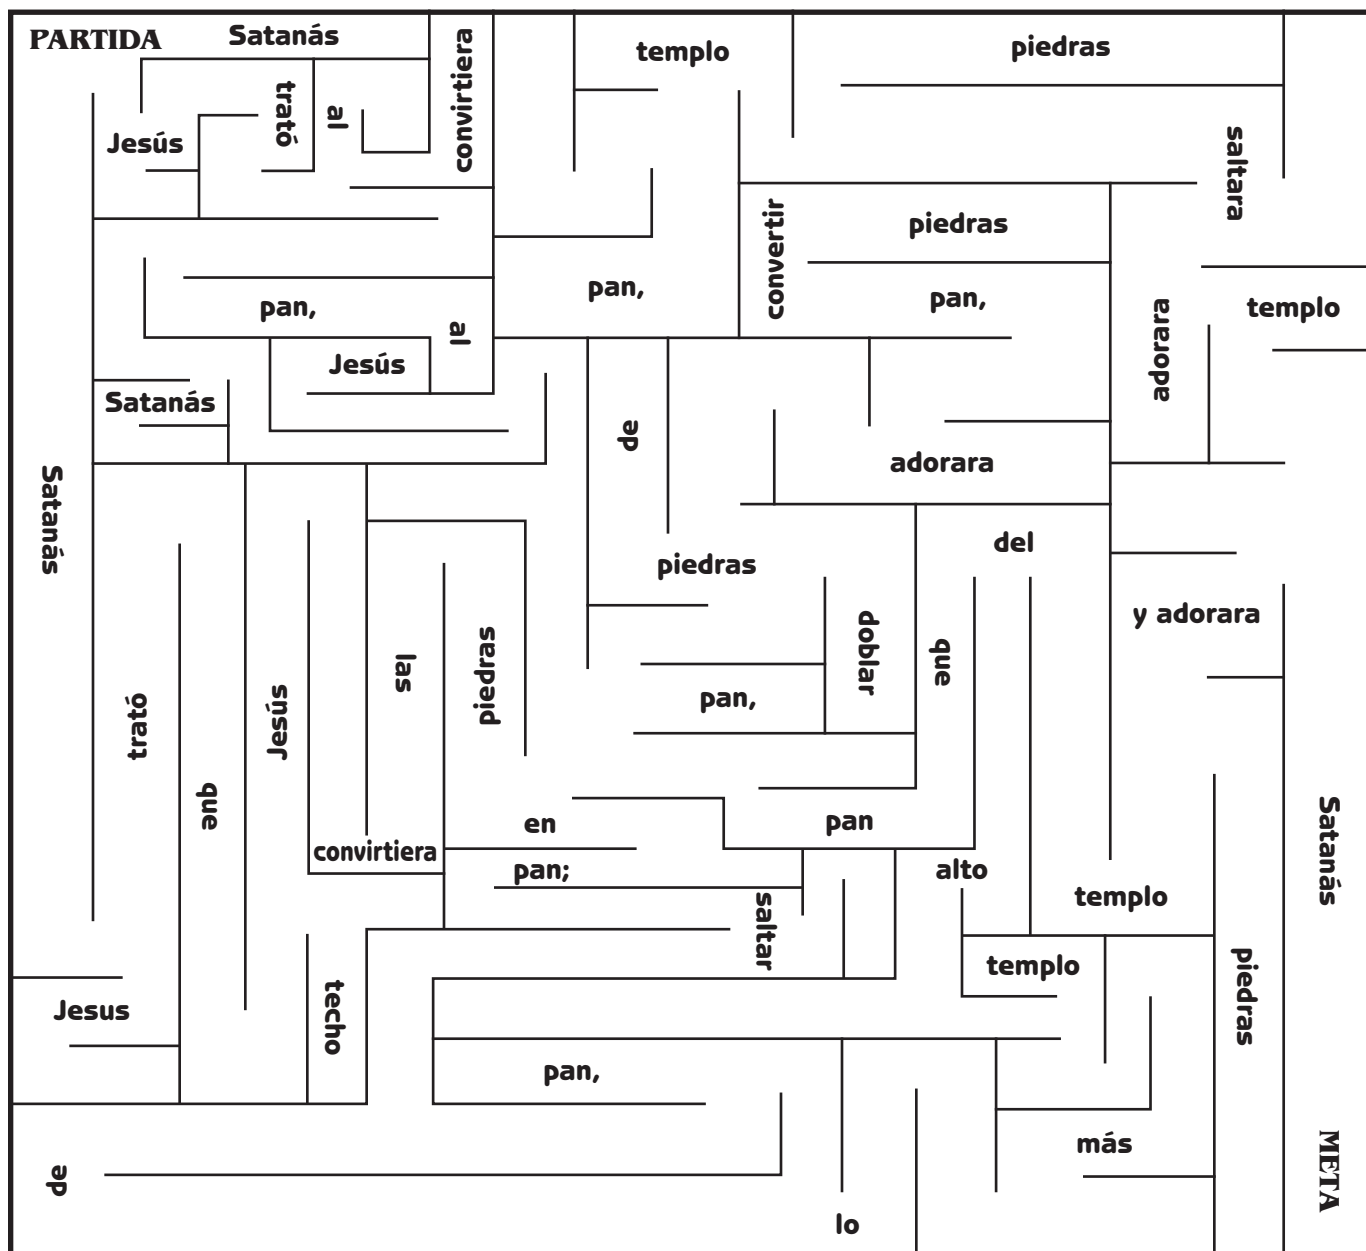 PARTIDA
Satanás
templo
piedras
convirtiera
trató
al
Jesús
saltara
convertir
piedras
pan,
pan,
pan,
templo
al
adorara
Jesús
Satanás
de
adorara
Satanás
del
piedras
y adorara
doblar
que
las
piedras
pan,
trató
Jesús
que
en
pan
convirtiera
pan;
alto
Satanás
templo
saltar
templo
piedras
Jesus
techo
pan,
más
META
de
lo